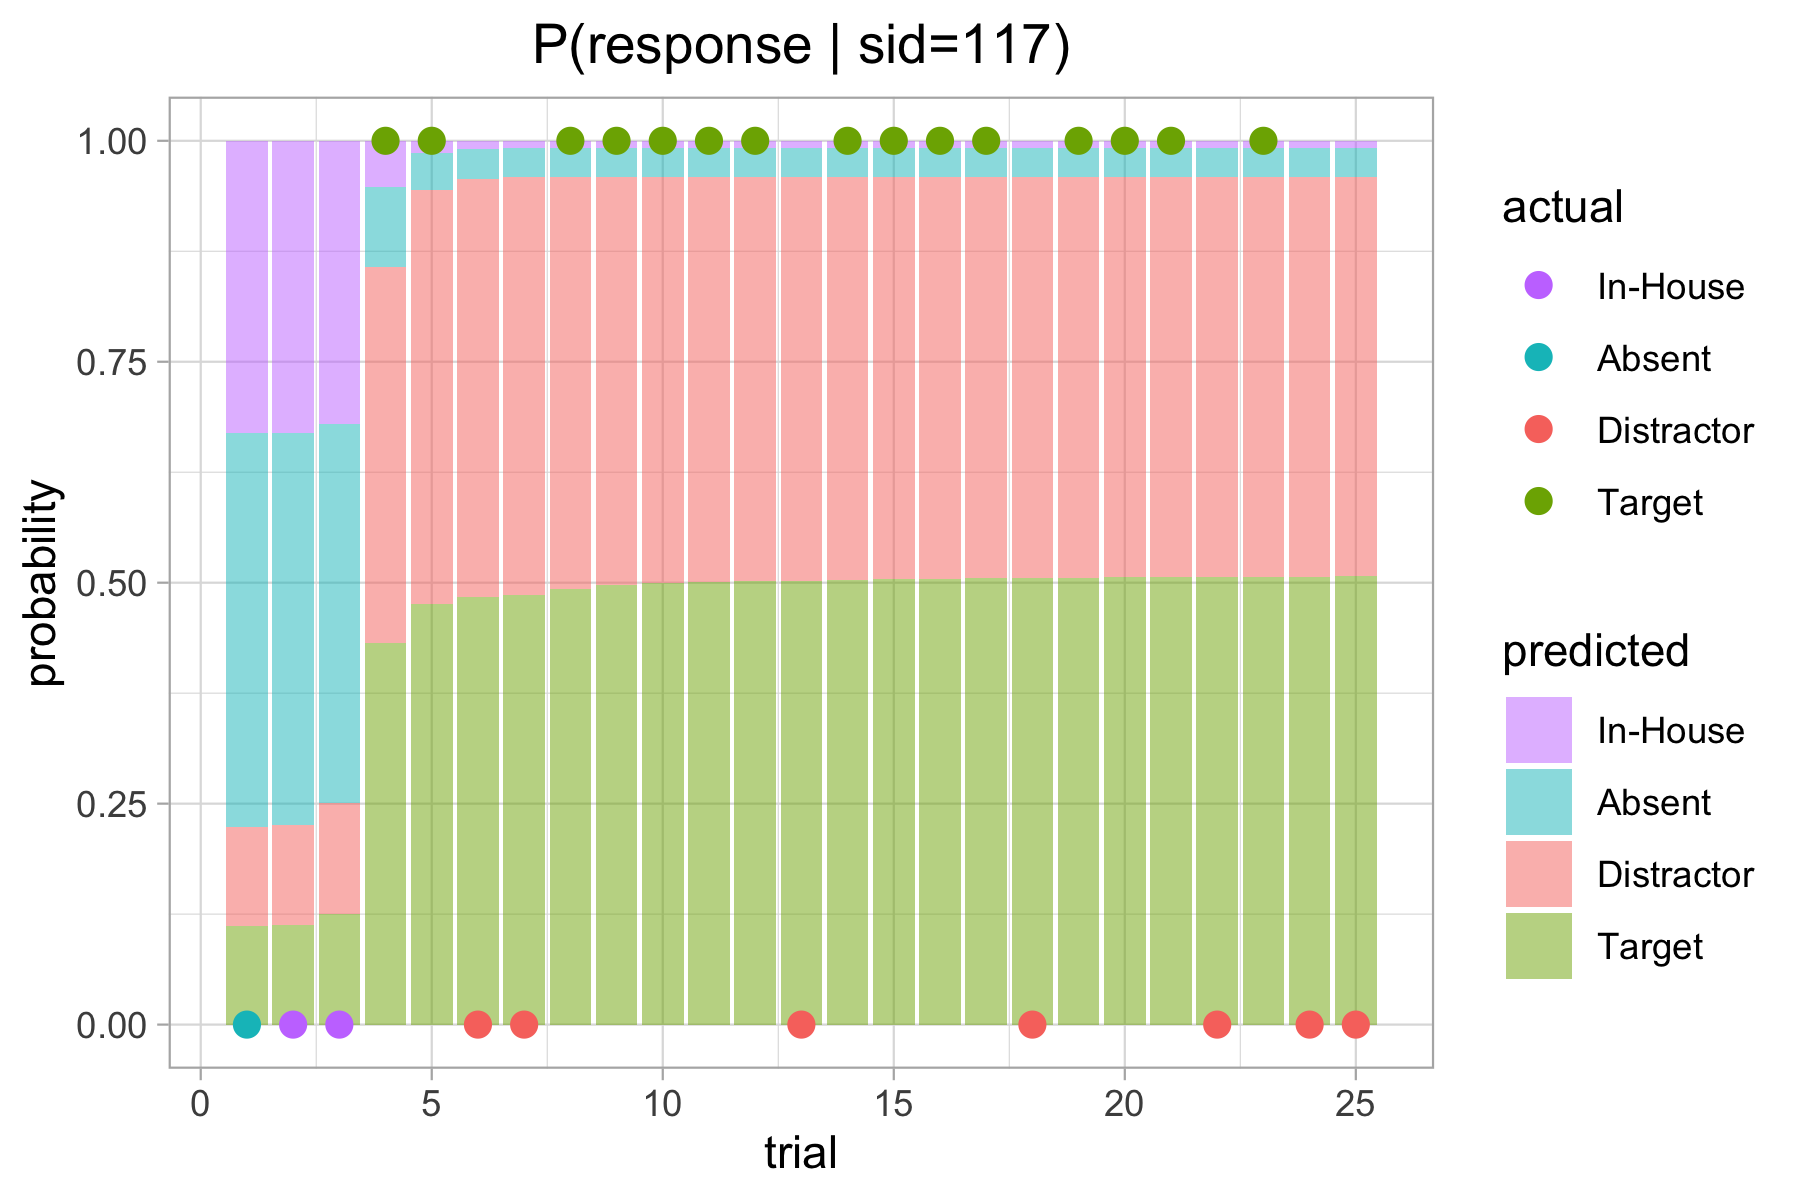 P(response | sid=117)
1.00
0.75
0.50
0.25
0.00
probability
0 5 10 15 20 25
trial
actual
In-House
Absent
Distractor
Target
predicted
In-House
Absent
Distractor
Target